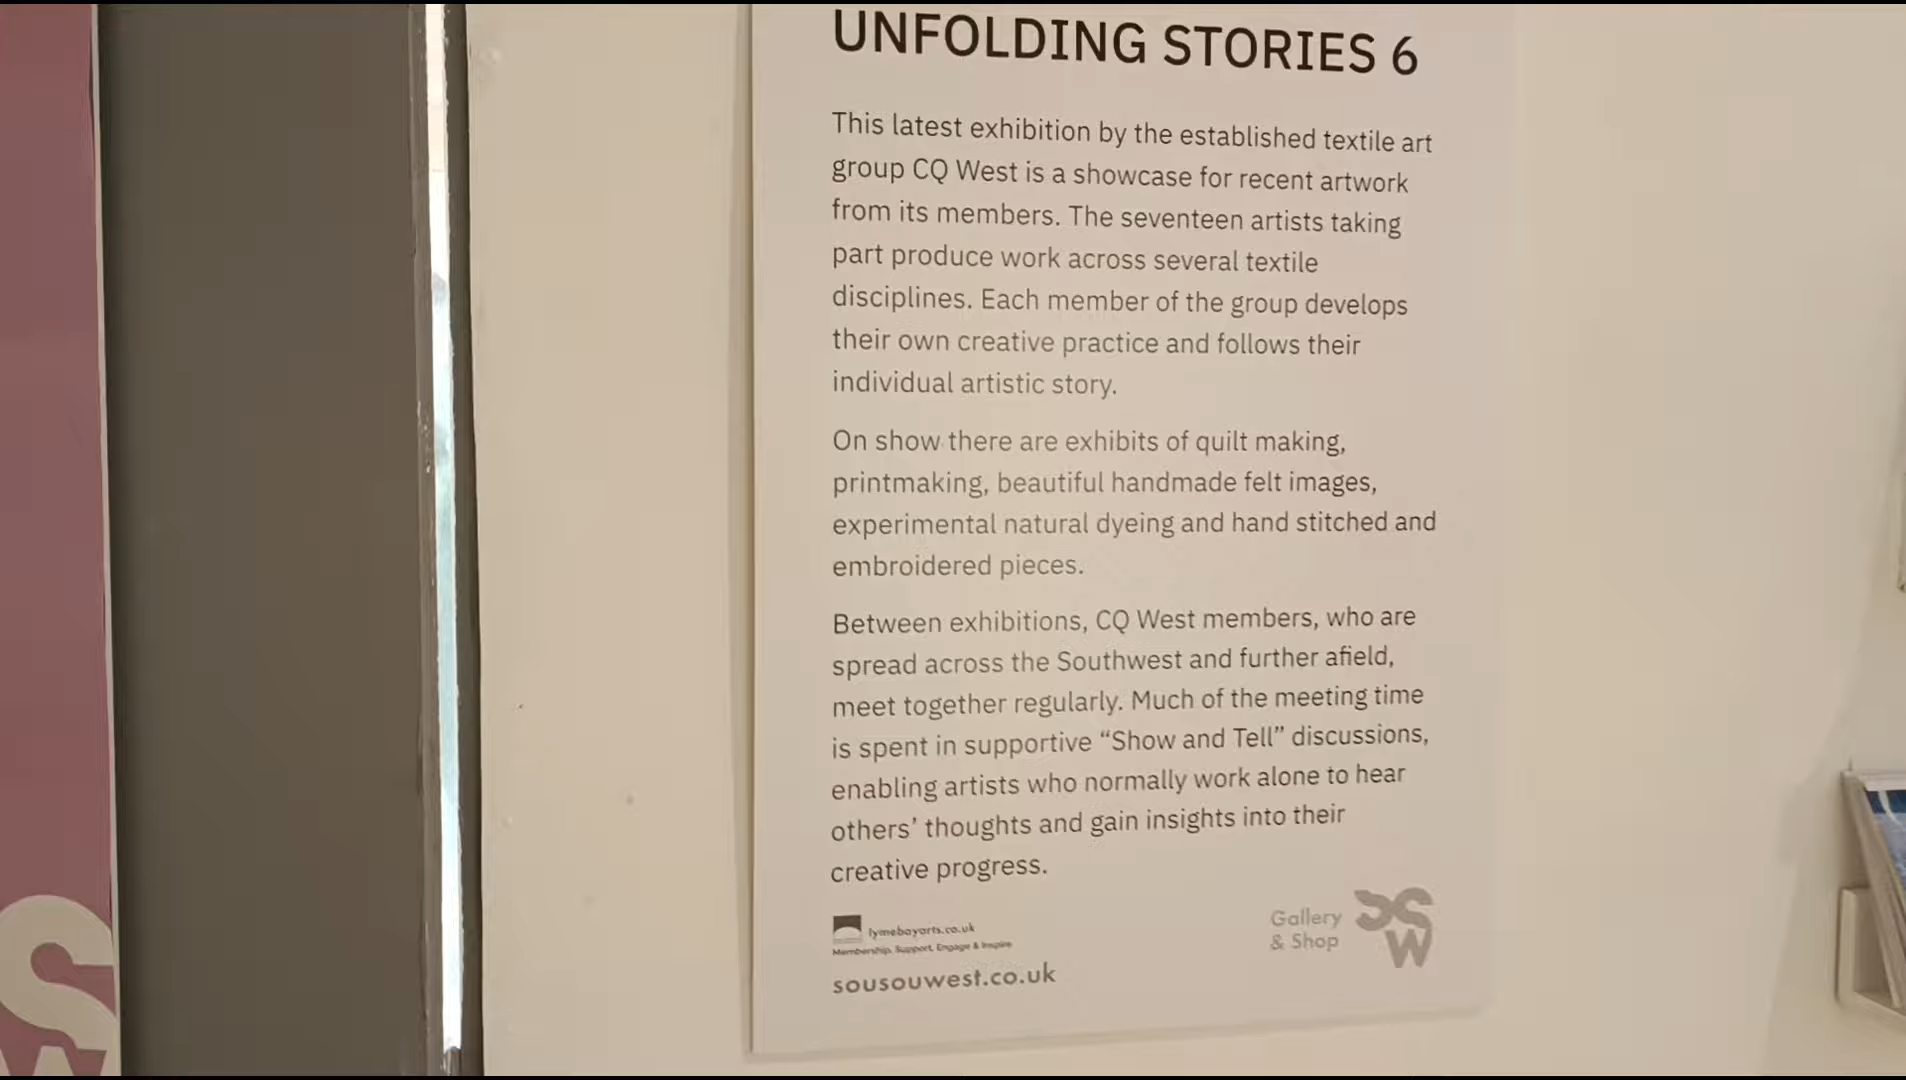 UNFOLDING STORIES 6
This latest exhibition by the established textile art
group CQ West is a showcase for recent artwork
from its members. The seventeen artists taking
part produce work across several textile
disciplines. Each member of the group develops
their own creative practice and follows their
individual artistic story.
On show there are exhibits of quilt making,
printmaking, beautiful handmade felt images,
experimental natural dyeing and hand stitched and
embroidered pieces.
Between exhibitions, CQ West members, who are
spread across the Southwest and further afield,
meet together regularly. Much of the meeting time
is spent in supportive “Show and Tell” discussions,
enabling artists who normally work alone to hear
others’ thoughts and gain insights into their
creative progress.
lymebayarts.co.uk
Membership, Support, Engage & Inspire
sousouwest.co.uk
Gallery
& Shop
SSW